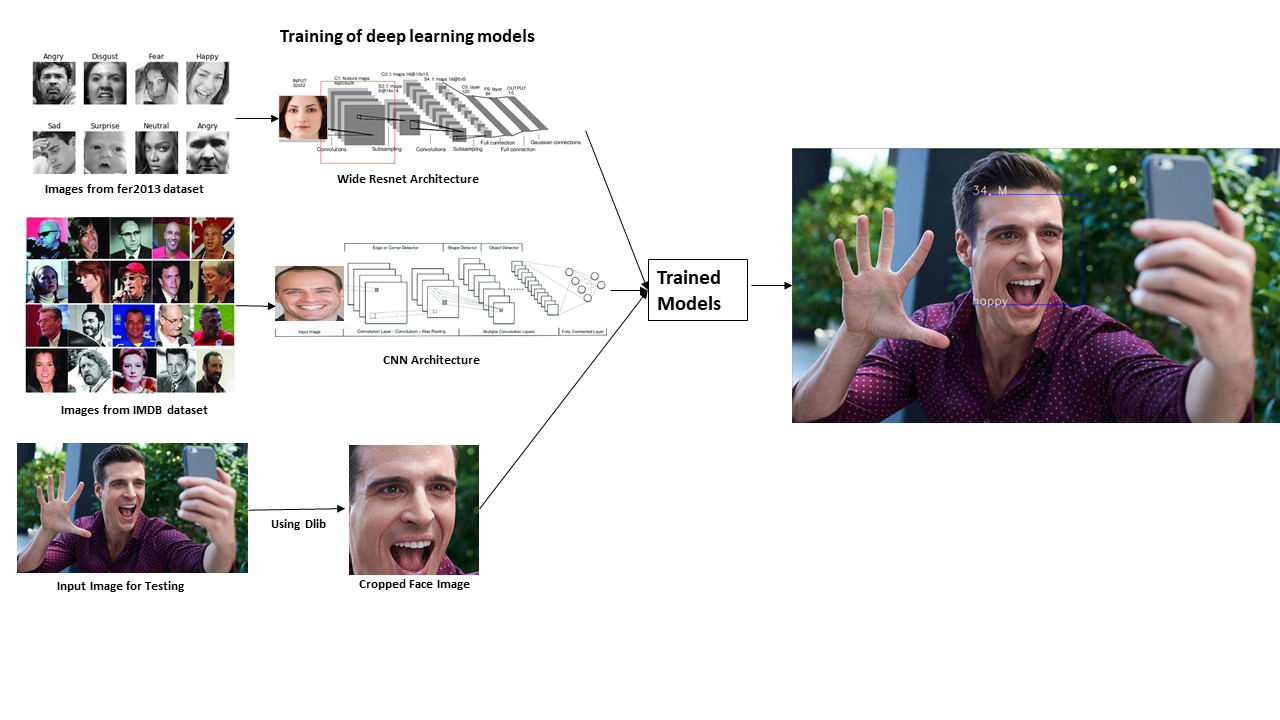 Training of deep learning models
Angry Disgust Fear Happy
Sad Surprise Neutral Angry
Images from fer2013 dataset
INPUT
32x32
C1: feature maps
C3: f. maps 16@10x10
S4: f. maps 16@5x5
S2: f. maps
6@14x14
C5: layer
120
F6: layer
84
OUTPUT
10
Convolutions
Subsampling
Convolutions
Subsampling
Full connection
Full connection
Gaussian connections
Wide Resnet Architecture
Images from IMDB dataset
Edge or Corner Detector
Shape Detector
Object Detector
Input Image
Convolution Layer - Convolution + Max Pooling
Multiple Convolution Layers
Fully Connected Layer
CNN Architecture
Input Image for Testing
Using Dlib
Cropped Face Image
Trained
Models
34, M
happy